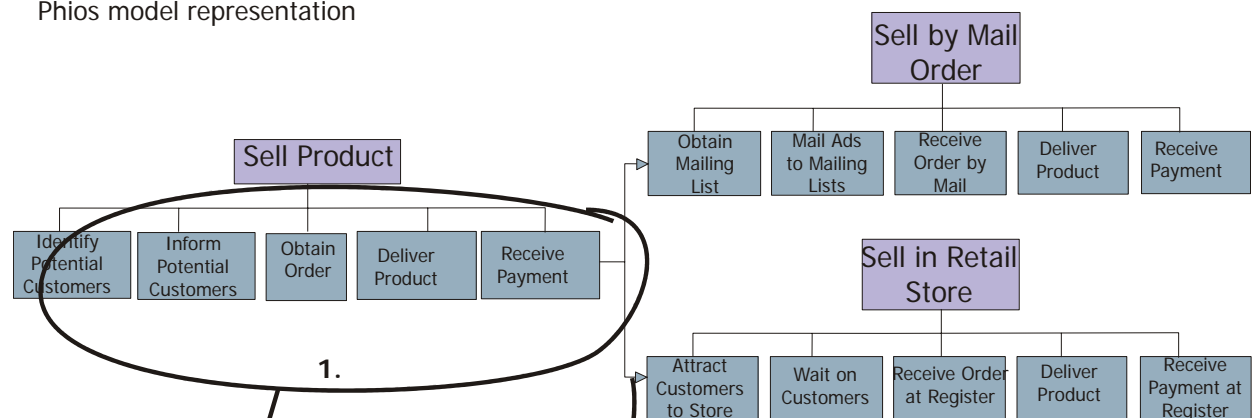 Phios model representation
Sell by Mail
Order
Obtain
Mailing
List
Mail Ads
to Mailing
Lists
Receive
Order by
Mail
Deliver
Product
Receive
Payment
Sell Product
Identify
Potential
Customers
Inform
Potential
Customers
Obtain
Order
Deliver
Product
Receive
Payment
1.
Sell in Retail
Store
Attract
Customers
to Store
Wait on
Customers
Receive Order
at Register
Deliver
Product
Receive
Payment at
Register